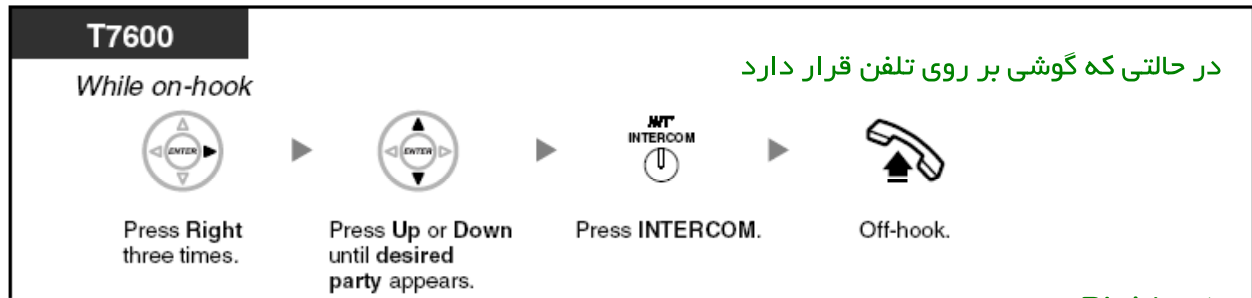 T7600
در حالتی که گوشی بر روی تلفن قرار دارد
While on-hook
ENTER
ENTER
INT'
INTERCOM
Press Right
three times.
Press Up or Down
until desired
party appears.
Press INTERCOM.
Off-hook.